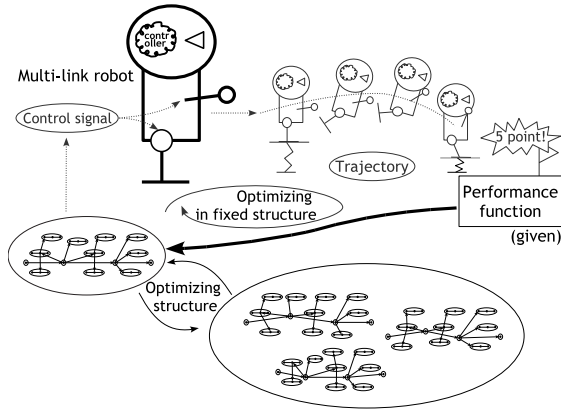 contr
oller
Multi-link robot
Control signal
Trajectory
5 point!
Optimizing
in fixed structure
Performance
function
(given)
Optimizing
structure